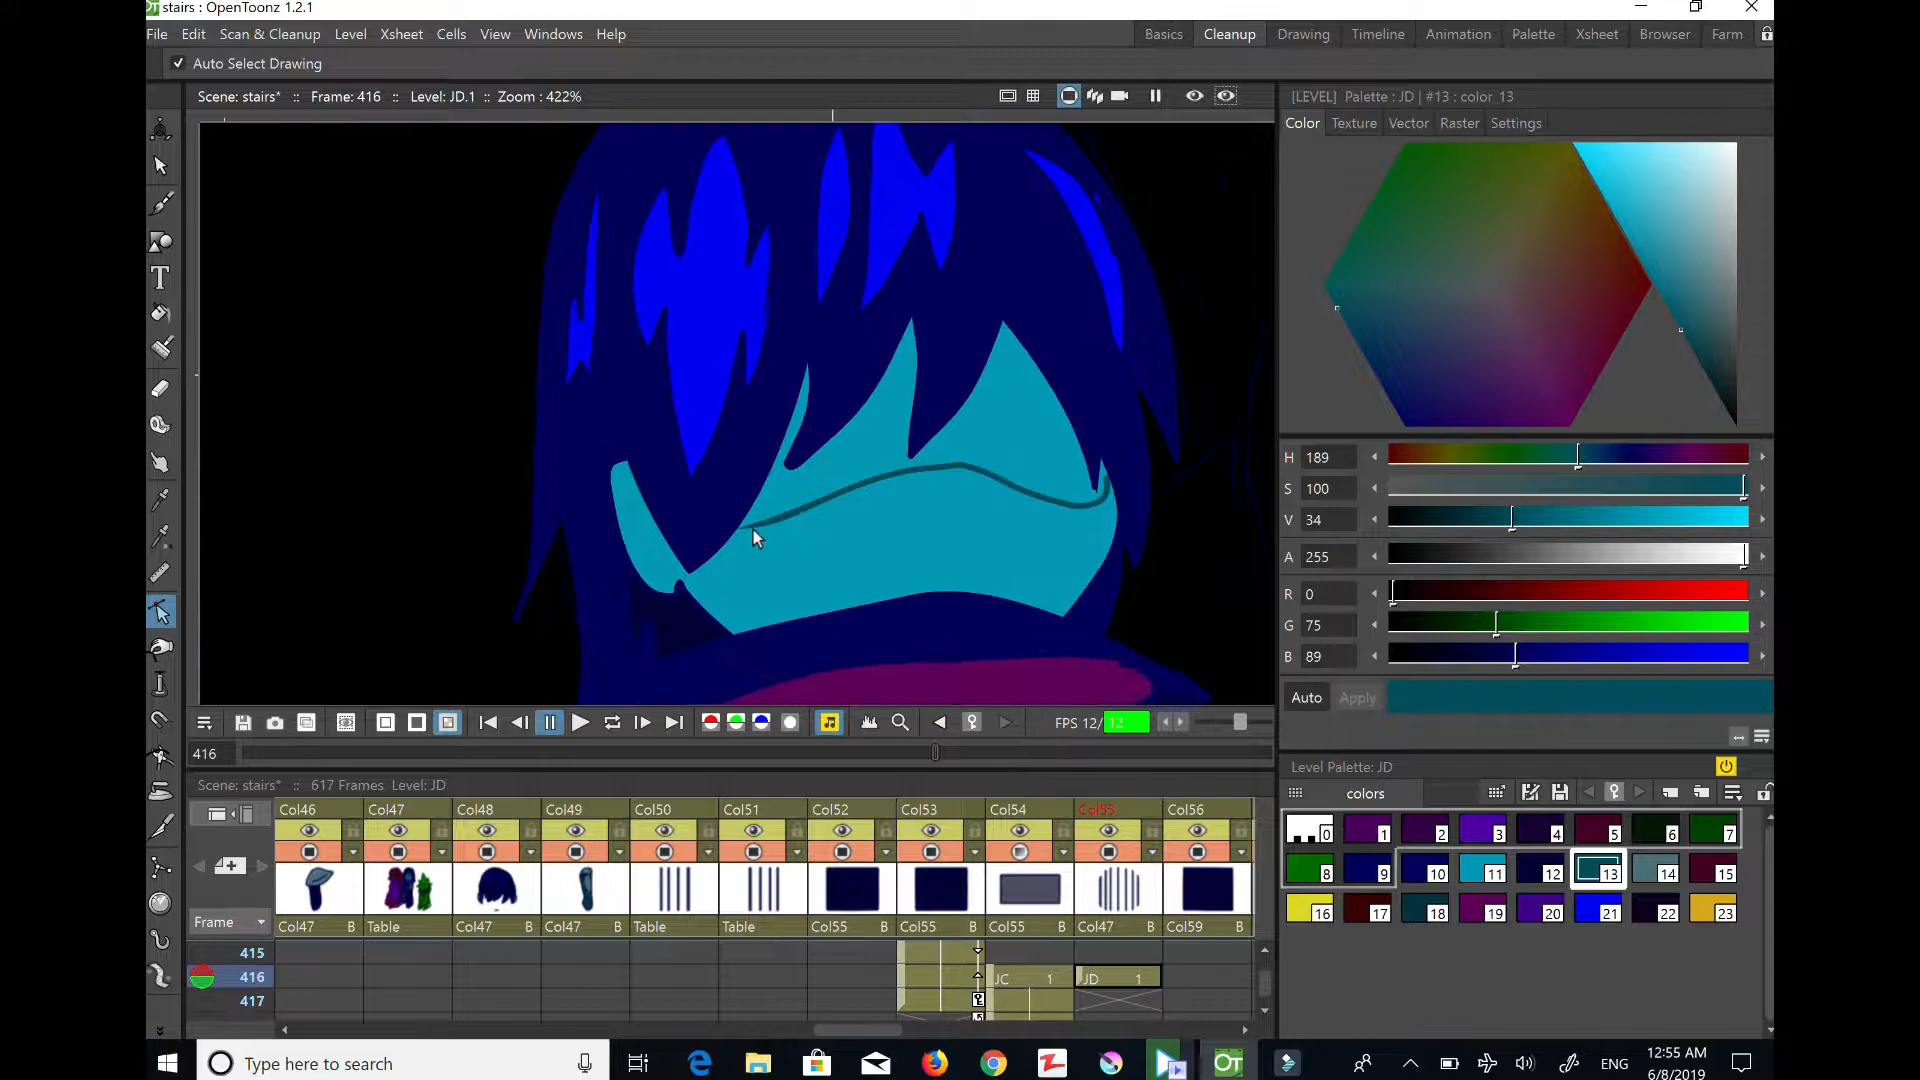 stairs : OpenToonz 1.2.1
File Edit Scan & Cleanup Level Xsheet Cells View Windows Help
Basics Cleanup Drawing Timeline Animation Palette Xsheet Browser Farm
Auto Select Drawing
Scene: stairs* :: Frame: 416 :: Level: JD.1 :: Zoom : 422%
[LEVEL] Palette : JD | #13 : color 13
Color Texture Vector Raster Settings
H 189
S 100
V 34
A 255
R 0
G 75
B 89
Auto Apply
FPS 12/ 12
416
Level Palette: JD
colors
0 1 2 3 4 5 6 7
8 9 10 11 12 13 14 15
16 17 18 19 20 21 22 23
Scene: stairs* :: 617 Frames Level: JD
Col46 Col47 Col48 Col49 Col50 Col51 Col52 Col53 Col54 Col55 Col56
Frame
Col47 B Table B Col47 B Col47 B Table B Table B Col55 B Col55 B Col55 B Col47 B Col59 B
415
416 JC 1 JD 1
417
Type here to search
ENG
12:55 AM
6/8/2019